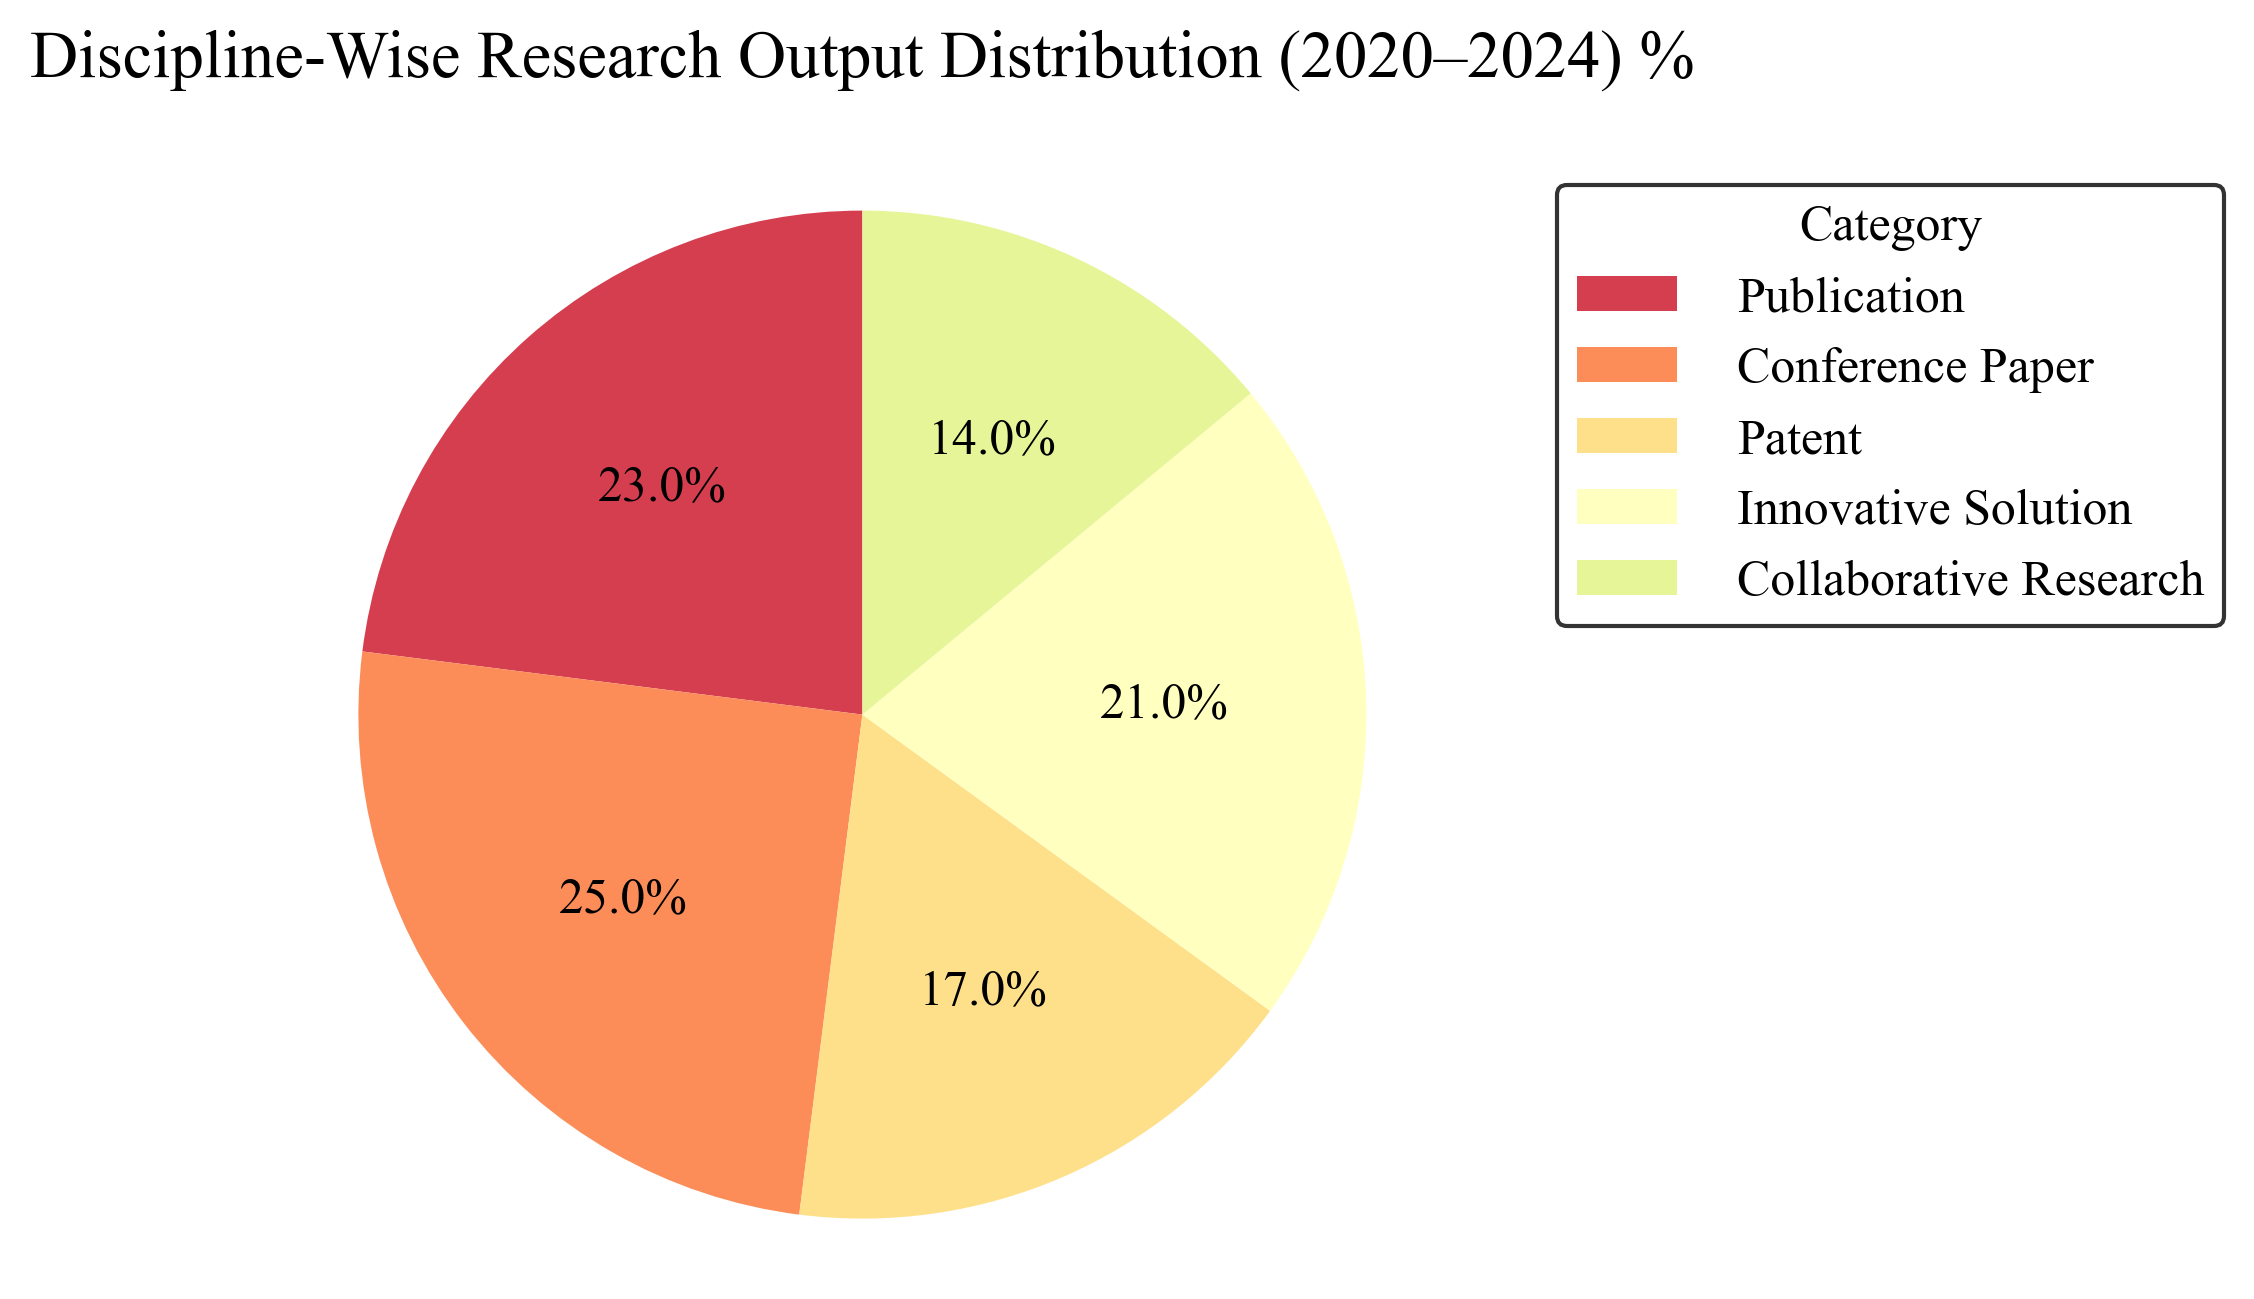 Discipline-Wise Research Output Distribution (2020–2024) %
Category
Publication
Conference Paper
Patent
Innovative Solution
Collaborative Research
14.0%
23.0%
21.0%
25.0%
17.0%